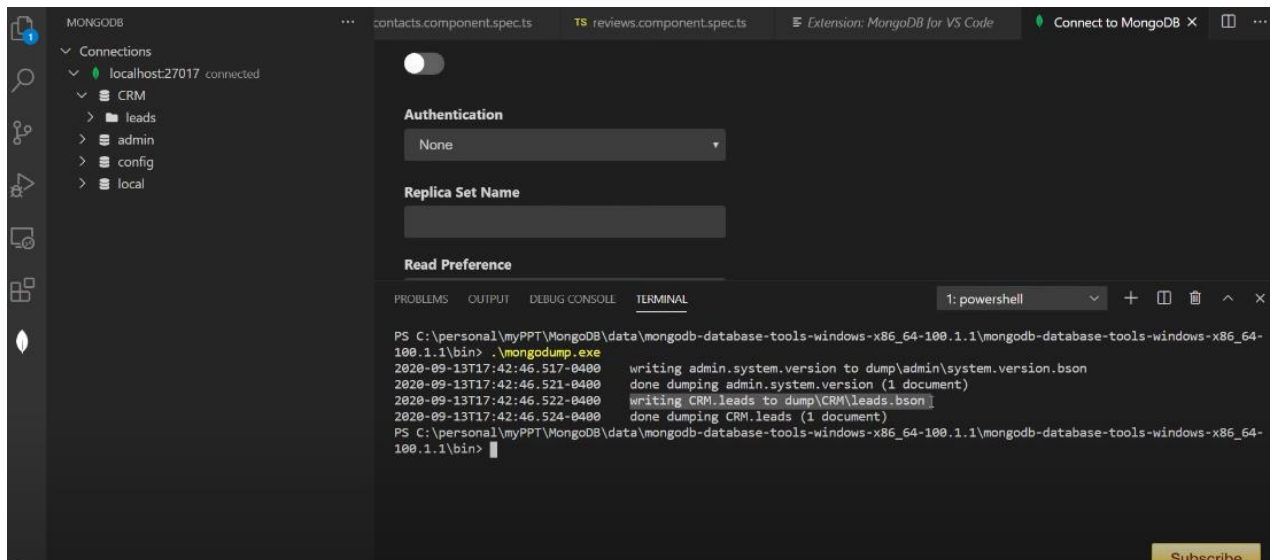 MONGODB
···
Connections
localhost:27017 connected
CRM
leads
admin
config
local
1
contacts.component.spec.ts
TS reviews.component.spec.ts
Extension: MongoDB for VS Code
Connect to MongoDB
···
Authentication
None
Replica Set Name
Read Preference
PROBLEMS OUTPUT DEBUG CONSOLE TERMINAL
1: powershell
PS C:\personal\myPPT\MongoDB\data\mongodb-database-tools-windows-x86_64-100.1.1\mongodb-database-tools-windows-x86_64-
100.1.1\bin> .\mongodump.exe
2020-09-13T17:42:46.517-0400 writing admin.system.version to dump\admin\system.version.bson
2020-09-13T17:42:46.521-0400 done dumping admin.system.version (1 document)
2020-09-13T17:42:46.522-0400 writing CRM.leads to dump\CRM\leads.bson
2020-09-13T17:42:46.524-0400 done dumping CRM.leads (1 document)
PS C:\personal\myPPT\MongoDB\data\mongodb-database-tools-windows-x86_64-100.1.1\mongodb-database-tools-windows-x86_64-
100.1.1\bin>
Subscribe